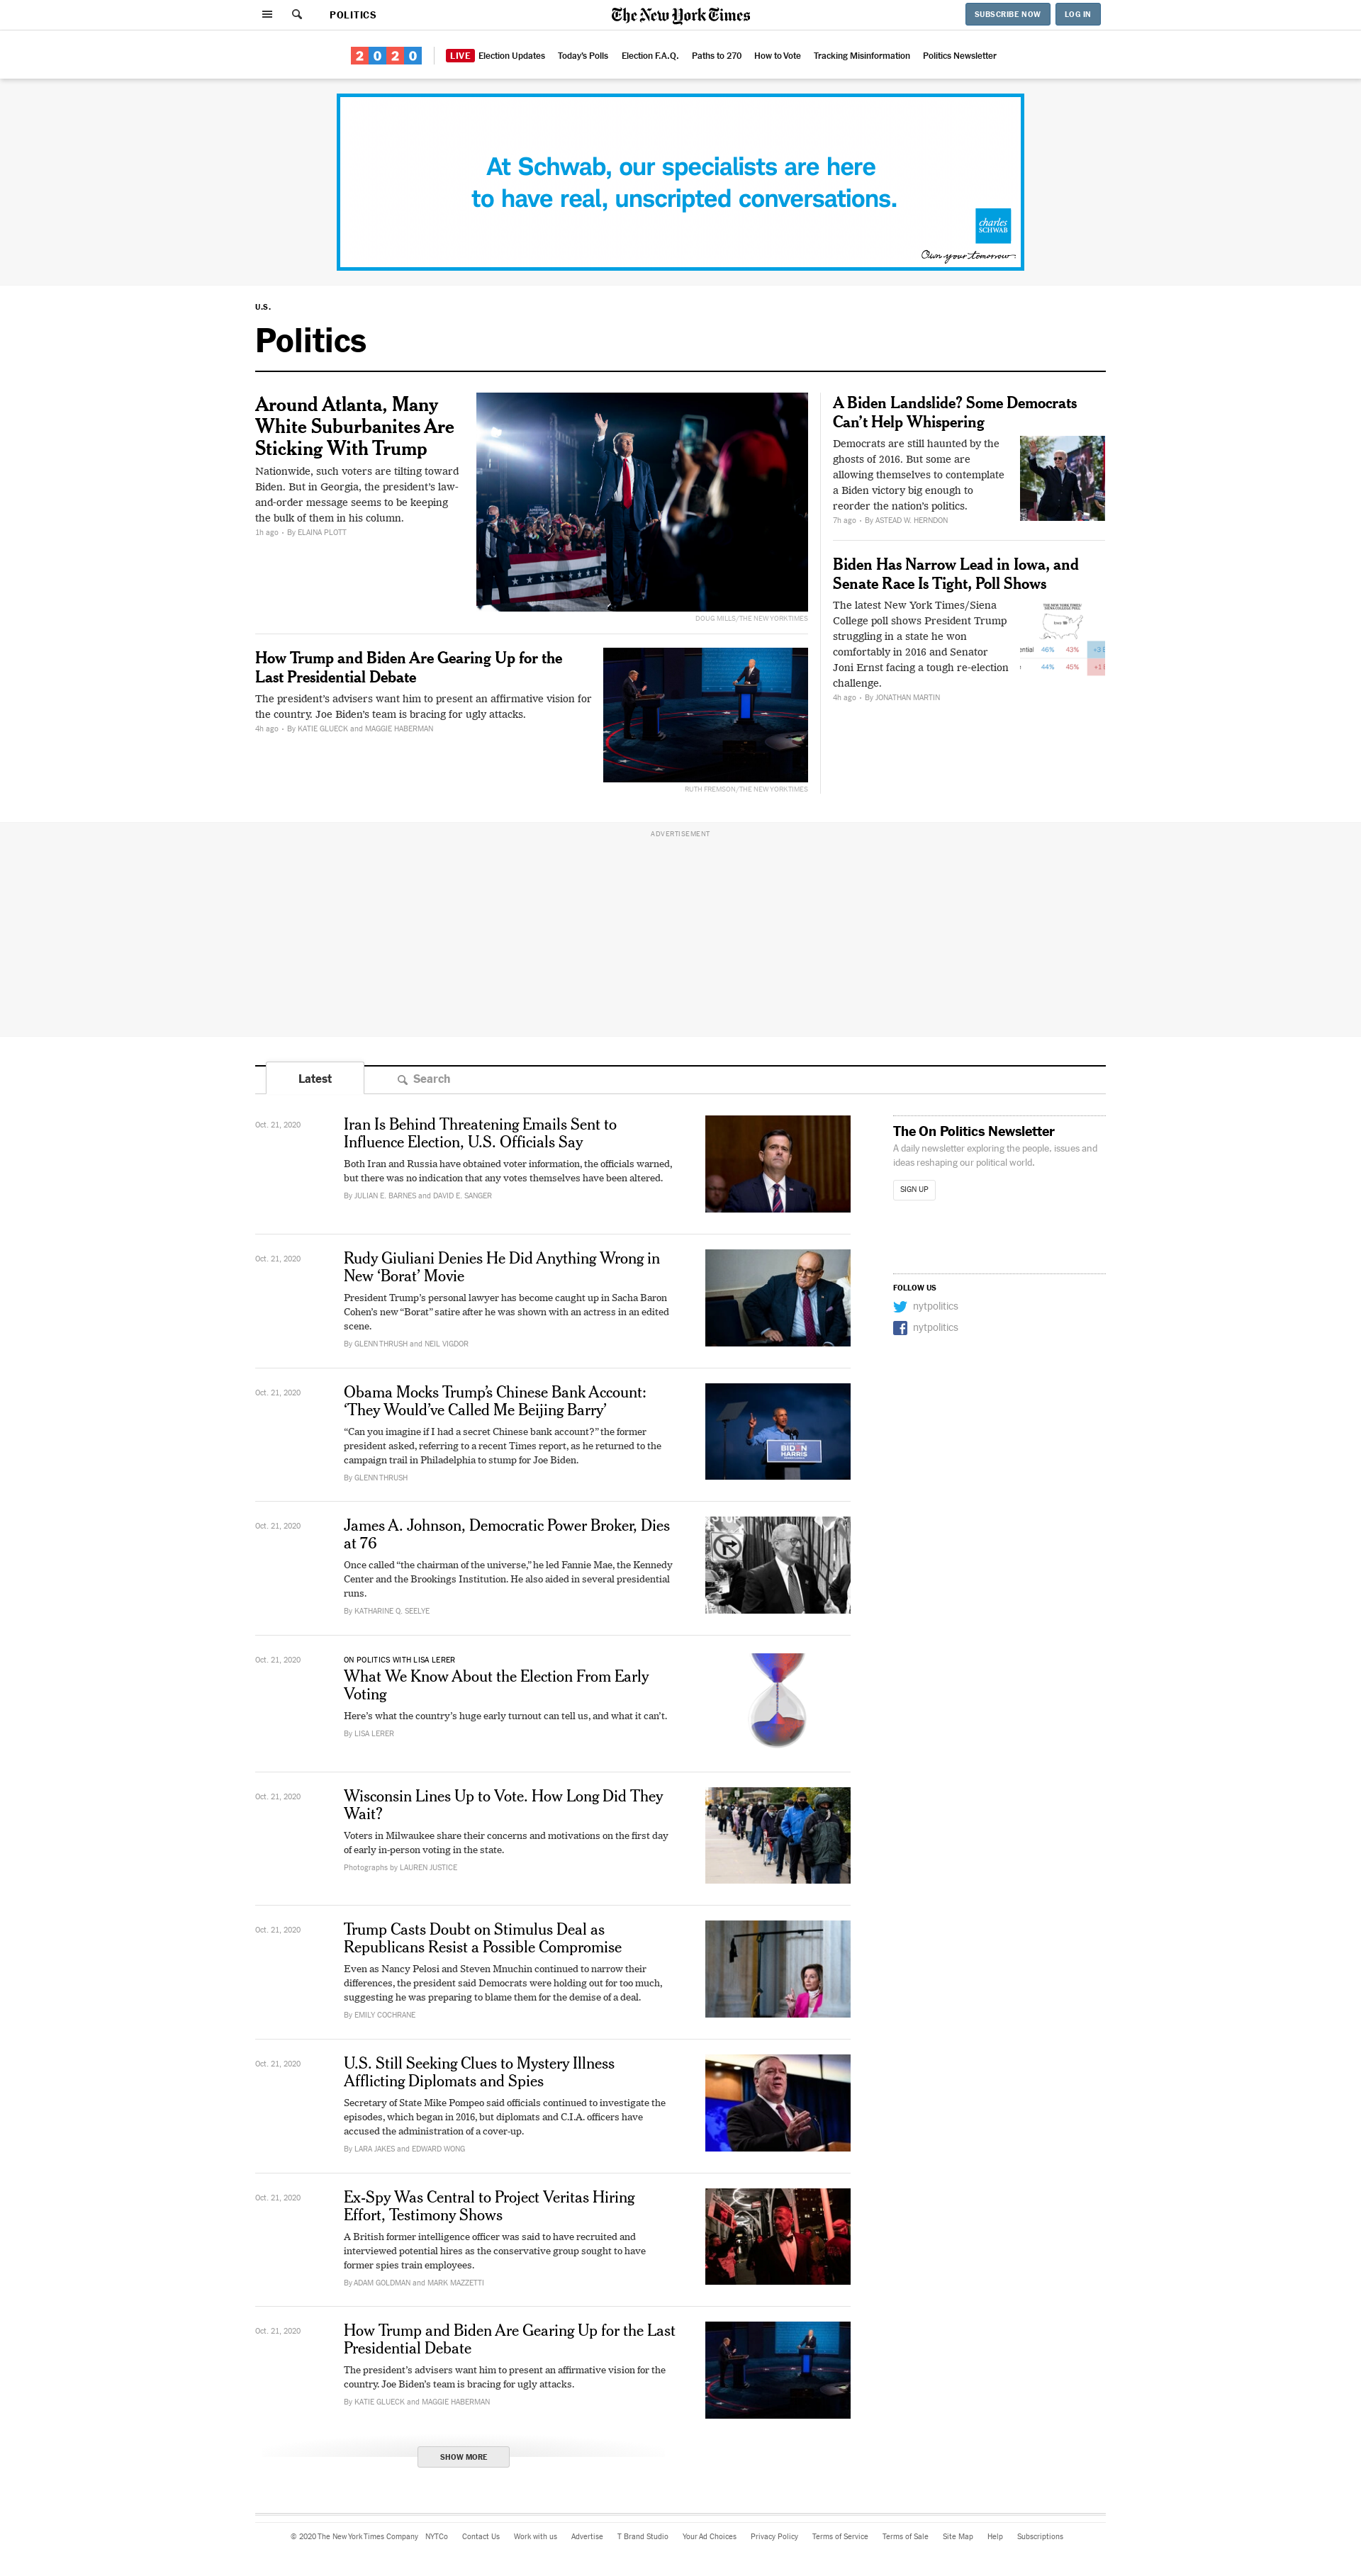 POLITICS
The New York Times
SUBSCRIBE NOW
LOG IN
2020
LIVE Election Updates Today's Polls Election F.A.Q. Paths to 270 How to Vote Tracking Misinformation Politics Newsletter
At Schwab, our specialists are here
to have real, unscripted conversations.
charles
SCHWAB
Own your tomorrow.
U.S.
Politics
Around Atlanta, Many
White Suburbanites Are
Sticking With Trump
Nationwide, such voters are tilting toward
Biden. But in Georgia, the president's law-
and-order message seems to be keeping
the bulk of them in his column.
1h ago • By ELAINA PLOTT
DOUG MILLS/THE NEW YORK TIMES
How Trump and Biden Are Gearing Up for the
Last Presidential Debate
The president's advisers want him to present an affirmative vision for
the country. Joe Biden's team is bracing for ugly attacks.
4h ago • By KATIE GLUECK and MAGGIE HABERMAN
RUTH FREMSON/THE NEW YORK TIMES
A Biden Landslide? Some Democrats
Can't Help Whispering
Democrats are still haunted by the
ghosts of 2016. But some are
allowing themselves to contemplate
a Biden victory big enough to
reorder the nation's politics.
7h ago • By ASTEAD W. HERNDON
Biden Has Narrow Lead in Iowa, and
Senate Race Is Tight, Poll Shows
The latest New York Times/Siena
College poll shows President Trump
struggling in a state he won
comfortably in 2016 and Senator
Joni Ernst facing a tough re-election
challenge.
4h ago • By JONATHAN MARTIN
THE NEW YORK TIMES/
SIENA COLLEGE POLL
ential 46% 43% +3
44% 45% +1
ADVERTISEMENT
Latest
Search
Oct. 21, 2020
Iran Is Behind Threatening Emails Sent to
Influence Election, U.S. Officials Say
Both Iran and Russia have obtained voter information, the officials warned,
but there was no indication that any votes themselves have been altered.
By JULIAN E. BARNES and DAVID E. SANGER
Oct. 21, 2020
Rudy Giuliani Denies He Did Anything Wrong in
New ‘Borat’ Movie
President Trump's personal lawyer has become caught up in Sacha Baron
Cohen's new “Borat” satire after he was shown with an actress in an edited
scene.
By GLENN THRUSH and NEIL VIGDOR
Oct. 21, 2020
Obama Mocks Trump's Chinese Bank Account:
‘They Would've Called Me Beijing Barry’
“Can you imagine if I had a secret Chinese bank account?” the former
president asked, referring to a recent Times report, as he returned to the
campaign trail in Philadelphia to stump for Joe Biden.
By GLENN THRUSH
BIDEN
HARRIS
Oct. 21, 2020
James A. Johnson, Democratic Power Broker, Dies
at 76
Once called “the chairman of the universe,” he led Fannie Mae, the Kennedy
Center and the Brookings Institution. He also aided in several presidential
runs.
By KATHARINE Q. SEELYE
Oct. 21, 2020
ON POLITICS WITH LISA LERER
What We Know About the Election From Early
Voting
Here's what the country's huge early turnout can tell us, and what it can't.
By LISA LERER
Oct. 21, 2020
Wisconsin Lines Up to Vote. How Long Did They
Wait?
Voters in Milwaukee share their concerns and motivations on the first day
of early in-person voting in the state.
Photographs by LAUREN JUSTICE
Oct. 21, 2020
Trump Casts Doubt on Stimulus Deal as
Republicans Resist a Possible Compromise
Even as Nancy Pelosi and Steven Mnuchin continued to narrow their
differences, the president said Democrats were holding out for too much,
suggesting he was preparing to blame them for the demise of a deal.
By EMILY COCHRANE
Oct. 21, 2020
U.S. Still Seeking Clues to Mystery Illness
Afflicting Diplomats and Spies
Secretary of State Mike Pompeo said officials continued to investigate the
episodes, which began in 2016, but diplomats and C.I.A. officers have
accused the administration of a cover-up.
By LARA JAKES and EDWARD WONG
Oct. 21, 2020
Ex-Spy Was Central to Project Veritas Hiring
Effort, Testimony Shows
A British former intelligence officer was said to have recruited and
interviewed potential hires as the conservative group sought to have
former spies train employees.
By ADAM GOLDMAN and MARK MAZZETTI
Oct. 21, 2020
How Trump and Biden Are Gearing Up for the Last
Presidential Debate
The president's advisers want him to present an affirmative vision for the
country. Joe Biden's team is bracing for ugly attacks.
By KATIE GLUECK and MAGGIE HABERMAN
SHOW MORE
The On Politics Newsletter
A daily newsletter exploring the people, issues and
ideas reshaping our political world.
SIGN UP
FOLLOW US
nytpolitics
nytpolitics
© 2020 The New York Times Company NYTCo Contact Us Work with us Advertise T Brand Studio Your Ad Choices Privacy Policy Terms of Service Terms of Sale Site Map Help Subscriptions